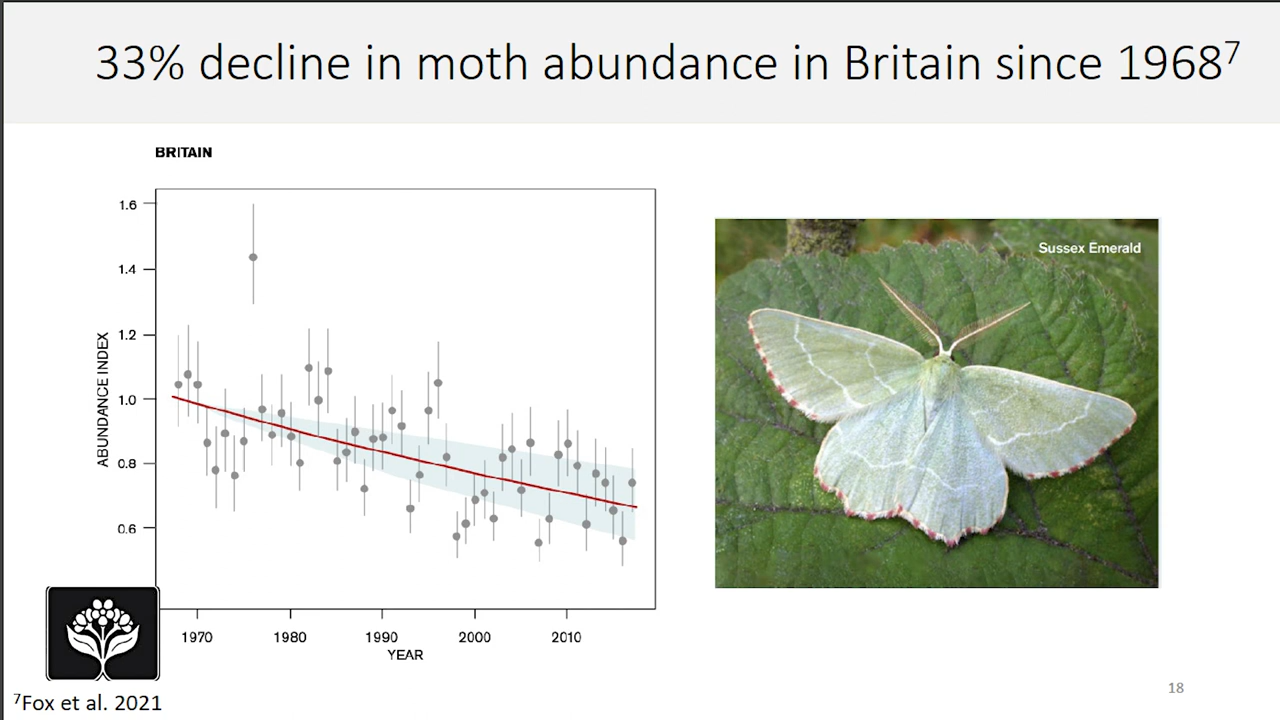 33% decline in moth abundance in Britain since 1968⁷
BRITAIN
1.6
1.4
1.2
1.0
0.8
0.6
ABUNDANCE INDEX
1970 1980 1990 2000 2010
YEAR
Sussex Emerald
⁷Fox et al. 2021
18